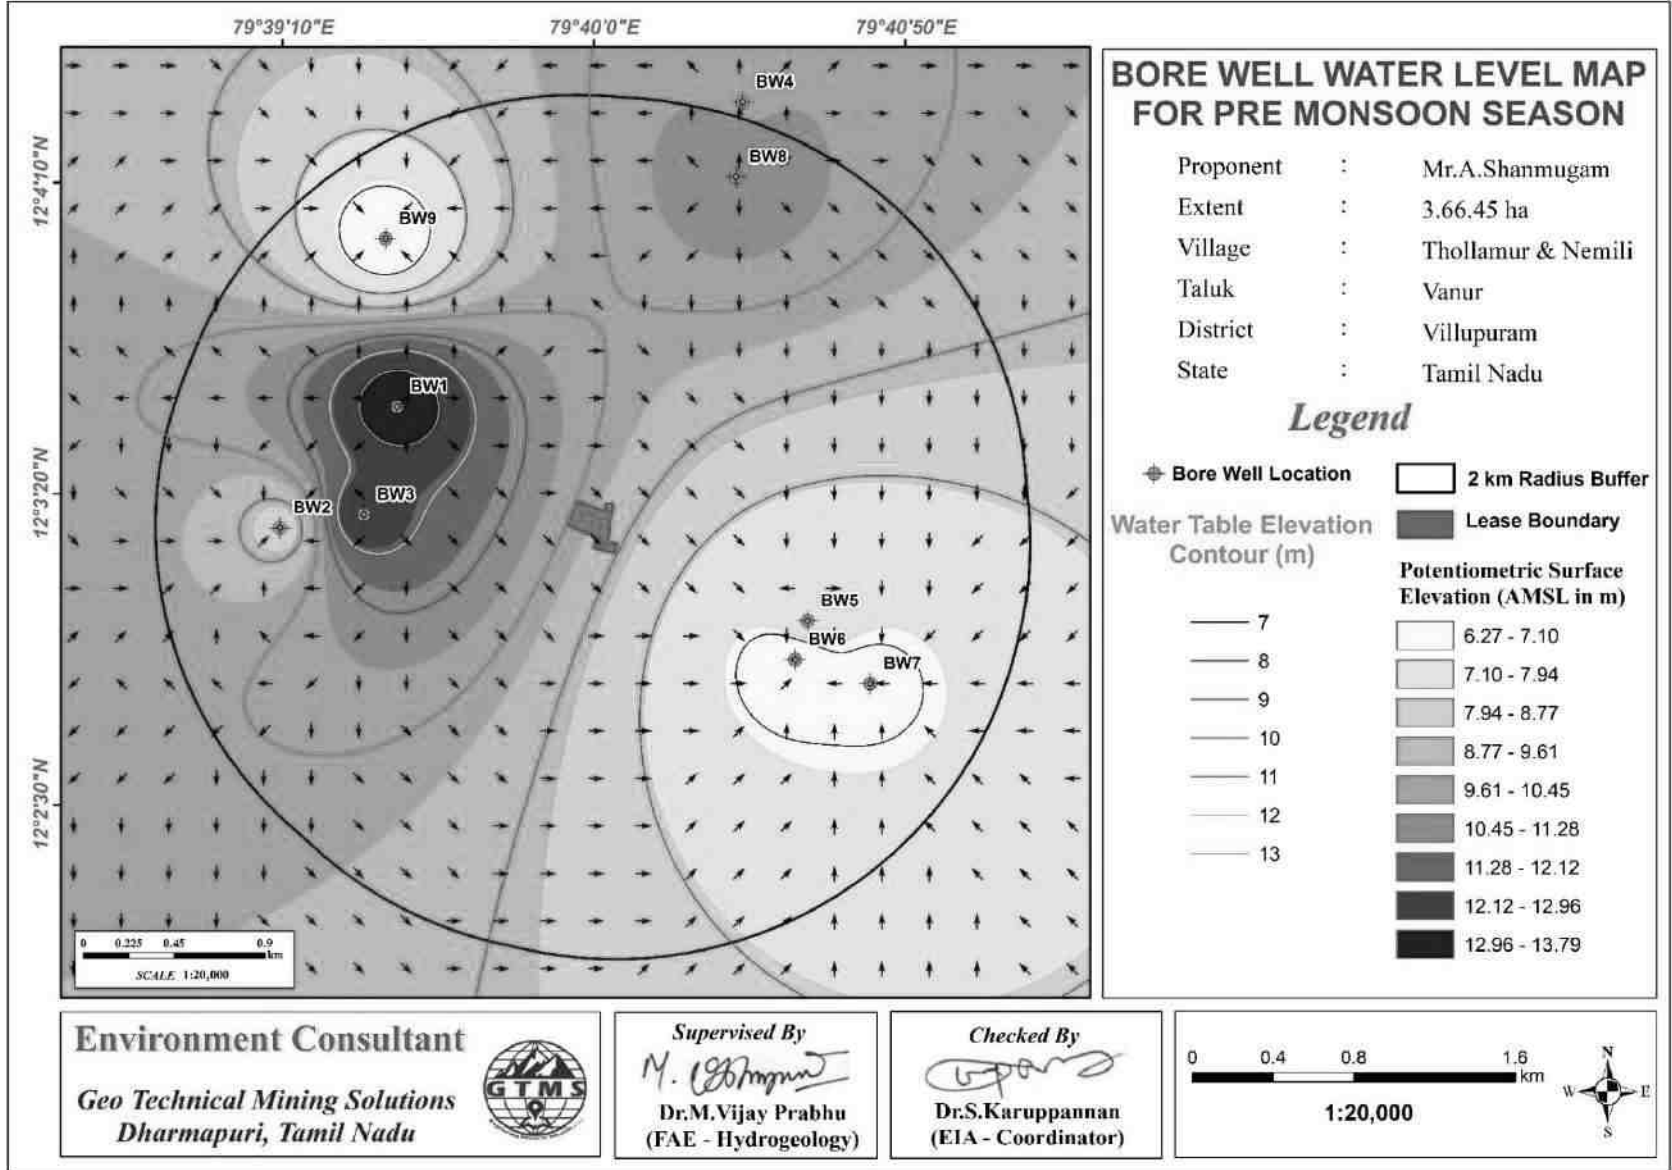 79°39'10"E
79°40'0"E
79°40'50"E
12°4'10"N
12°3'20"N
12°2'30"N
BW4
BW8
BW9
BW1
BW3
BW2
BW5
BW6
BW7
0 0.225 0.45 0.9
km
SCALE 1:20,000
BORE WELL WATER LEVEL MAP
FOR PRE MONSOON SEASON
Proponent : Mr.A.Shanmugam
Extent : 3.66.45 ha
Village : Thollamur & Nemili
Taluk : Vanur
District : Villupuram
State : Tamil Nadu
Legend
Bore Well Location
2 km Radius Buffer
Lease Boundary
Water Table Elevation
Contour (m)
7
8
9
10
11
12
13
Potentiometric Surface
Elevation (AMSL in m)
6.27 - 7.10
7.10 - 7.94
7.94 - 8.77
8.77 - 9.61
9.61 - 10.45
10.45 - 11.28
11.28 - 12.12
12.12 - 12.96
12.96 - 13.79
Environment Consultant
Geo Technical Mining Solutions
Dharmapuri, Tamil Nadu
GTMS
Supervised By
Dr.M.Vijay Prabhu
(FAE - Hydrogeology)
Checked By
Dr.S.Karuppannan
(EIA - Coordinator)
0 0.4 0.8 1.6
km
1:20,000
N
W E
S